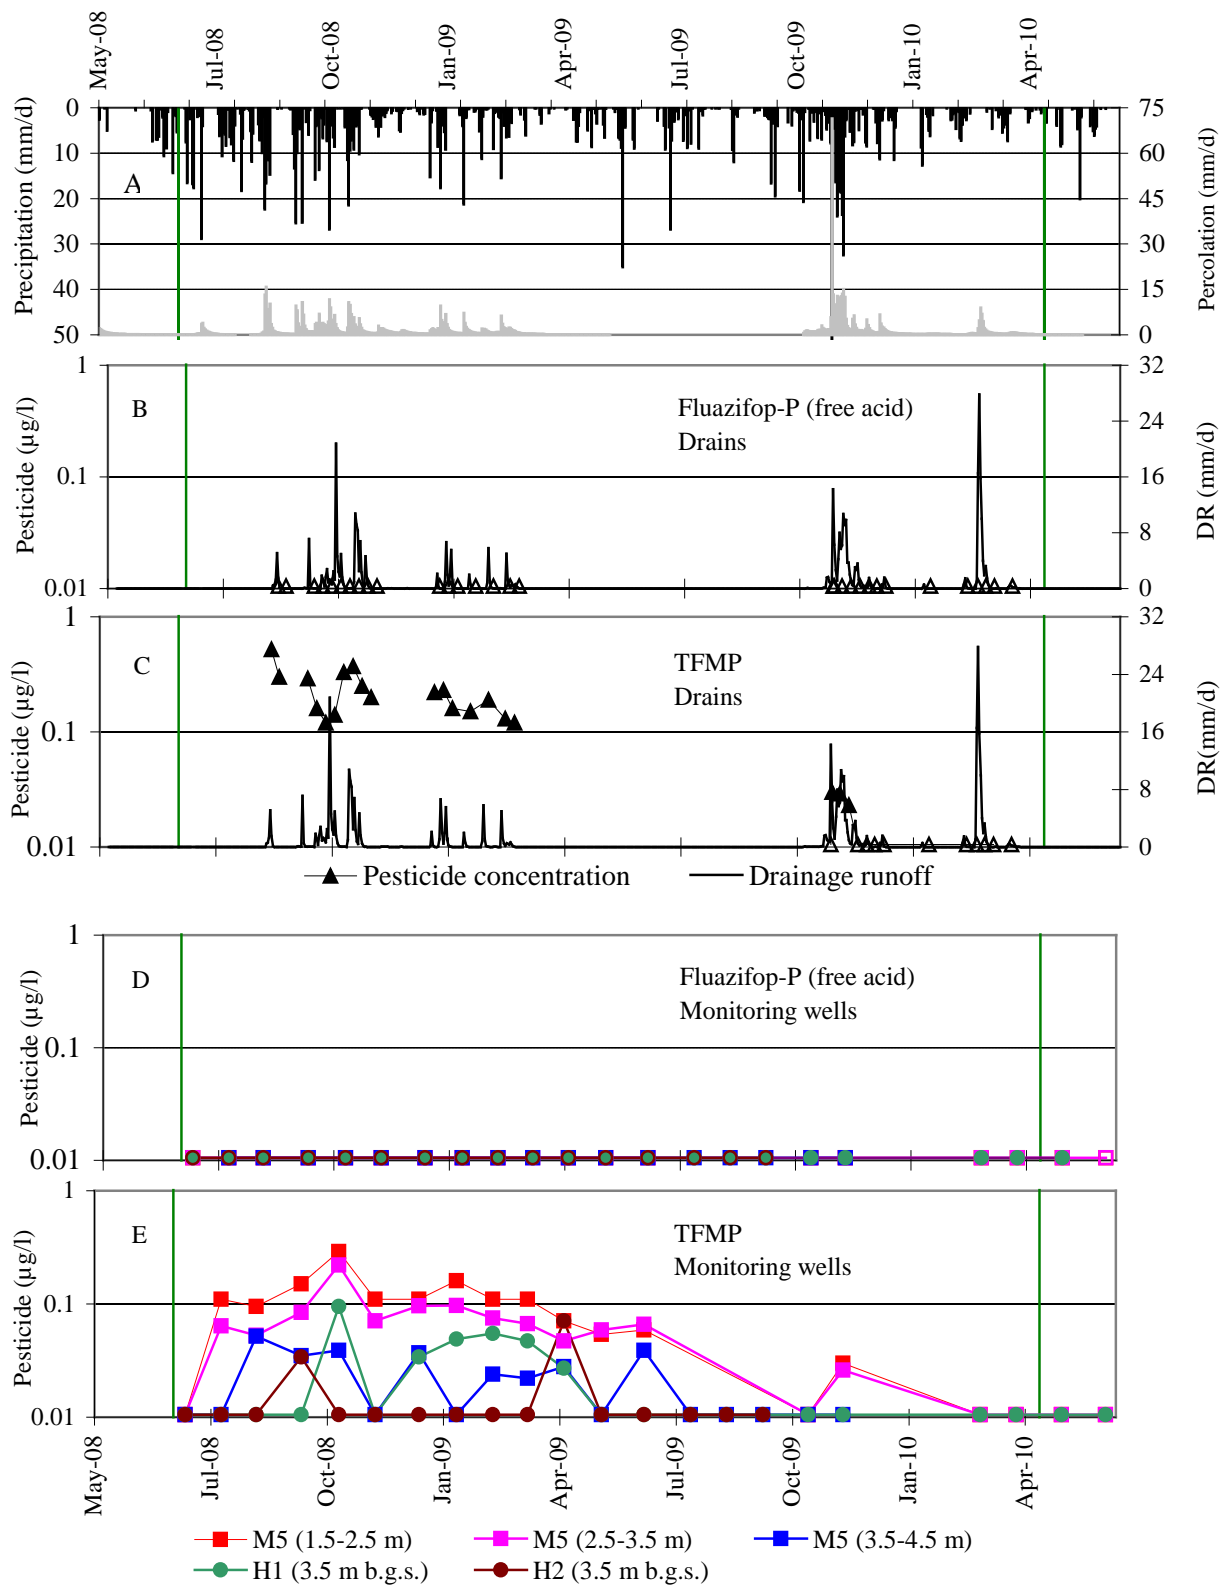 May-08 Jul-08 Oct-08 Jan-09 Apr-09 Jul-09 Oct-09 Jan-10 Apr-10
Precipitation (mm/d)
0
10
20
30
40
50
A
75
60
45
30
15
0
Percolation (mm/d)
Pesticide (µg/l)
1
0.1
0.01
B
Fluazifop-P (free acid)
Drains
32
24
16
8
0
DR (mm/d)
Pesticide (µg/l)
1
0.1
0.01
C
TFMP
Drains
32
24
16
8
0
DR(mm/d)
Pesticide concentration
Drainage runoff
Pesticide (µg/l)
1
0.1
0.01
D
Fluazifop-P (free acid)
Monitoring wells
Pesticide (µg/l)
1
0.1
0.01
E
TFMP
Monitoring wells
May-08 Jul-08 Oct-08 Jan-09 Apr-09 Jul-09 Oct-09 Jan-10 Apr-10
M5 (1.5-2.5 m)
M5 (2.5-3.5 m)
M5 (3.5-4.5 m)
H1 (3.5 m b.g.s.)
H2 (3.5 m b.g.s.)